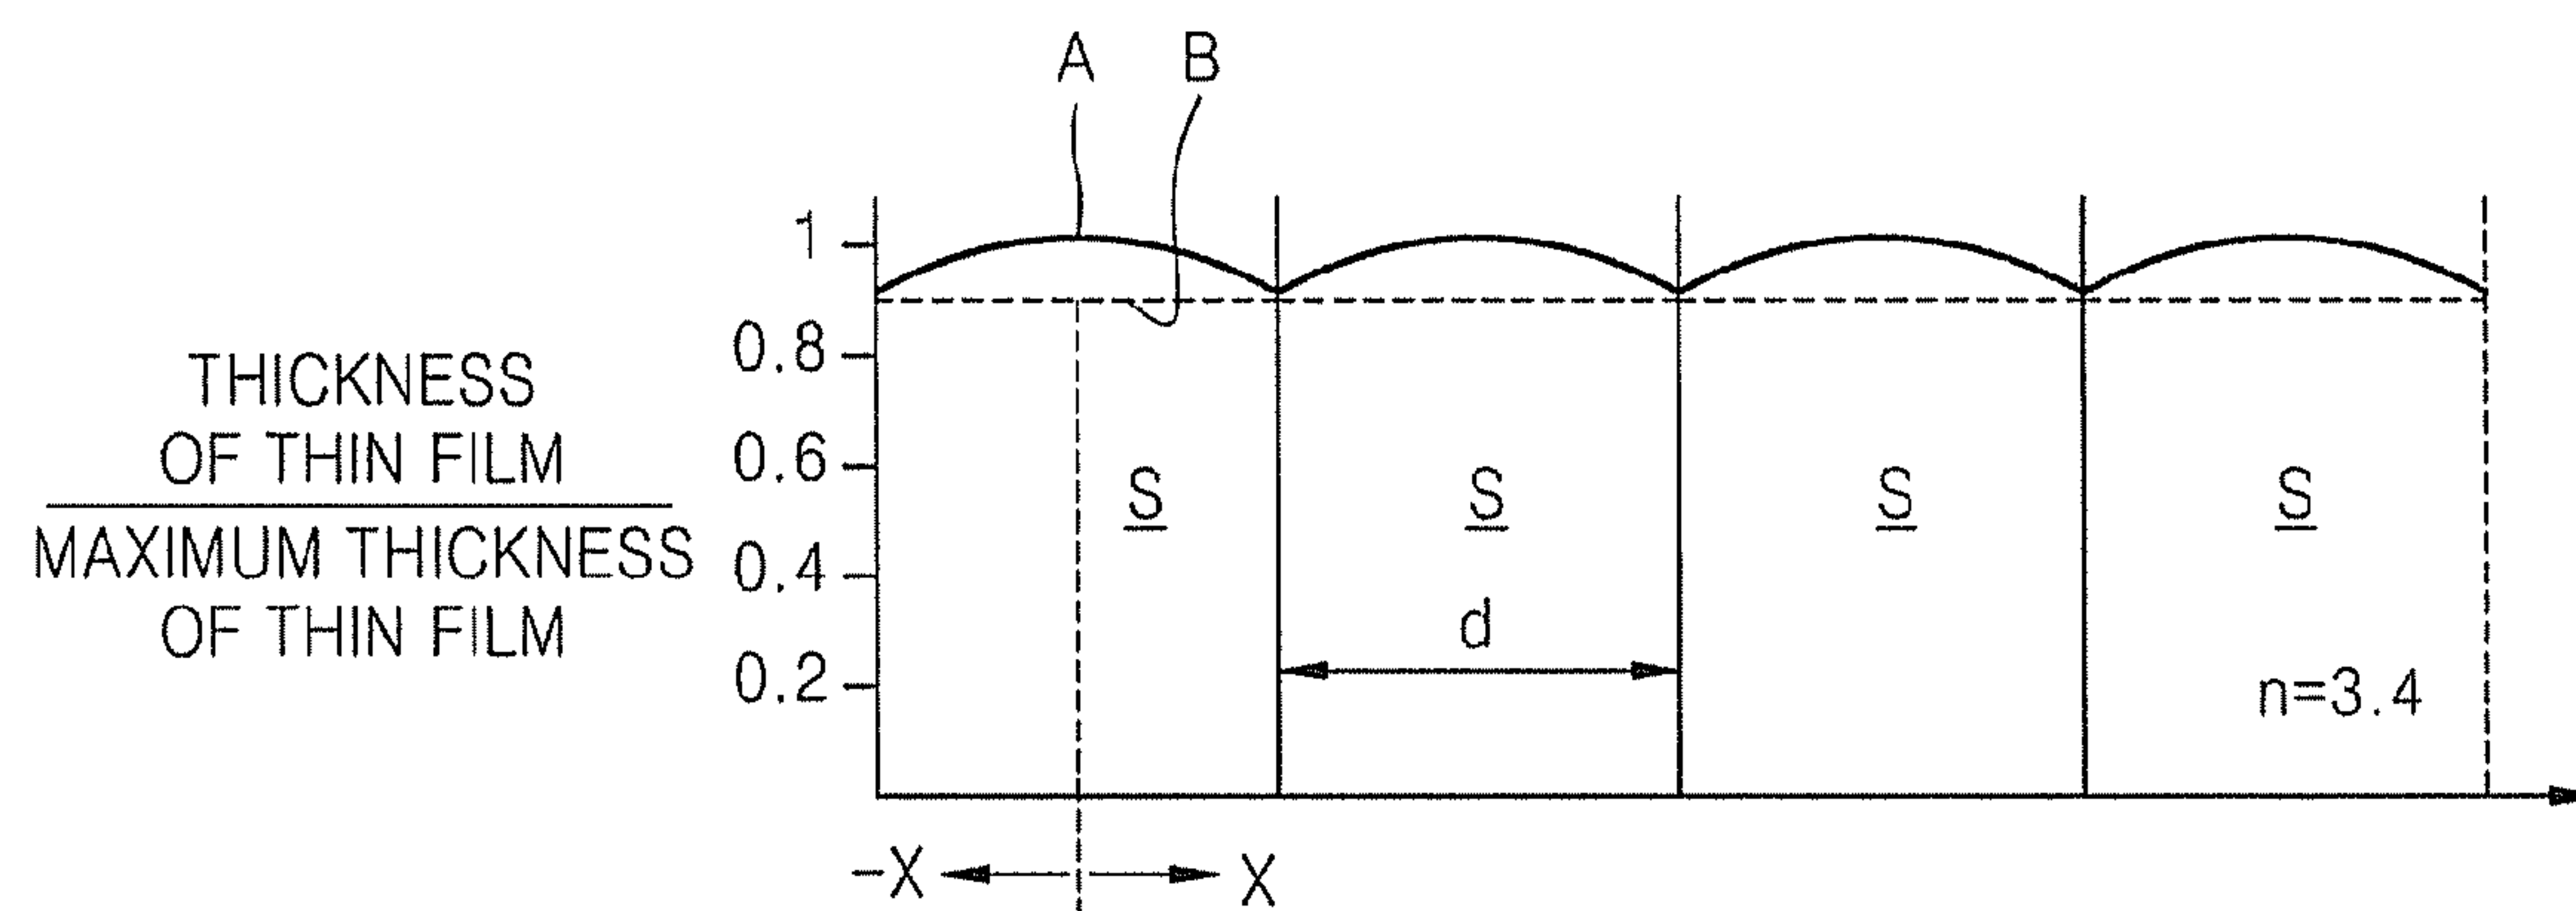 A B
1
0.8
0.6
0.4
0.2
THICKNESS
OF THIN FILM
MAXIMUM THICKNESS
OF THIN FILM
S S S S
d
n=3.4
-X X